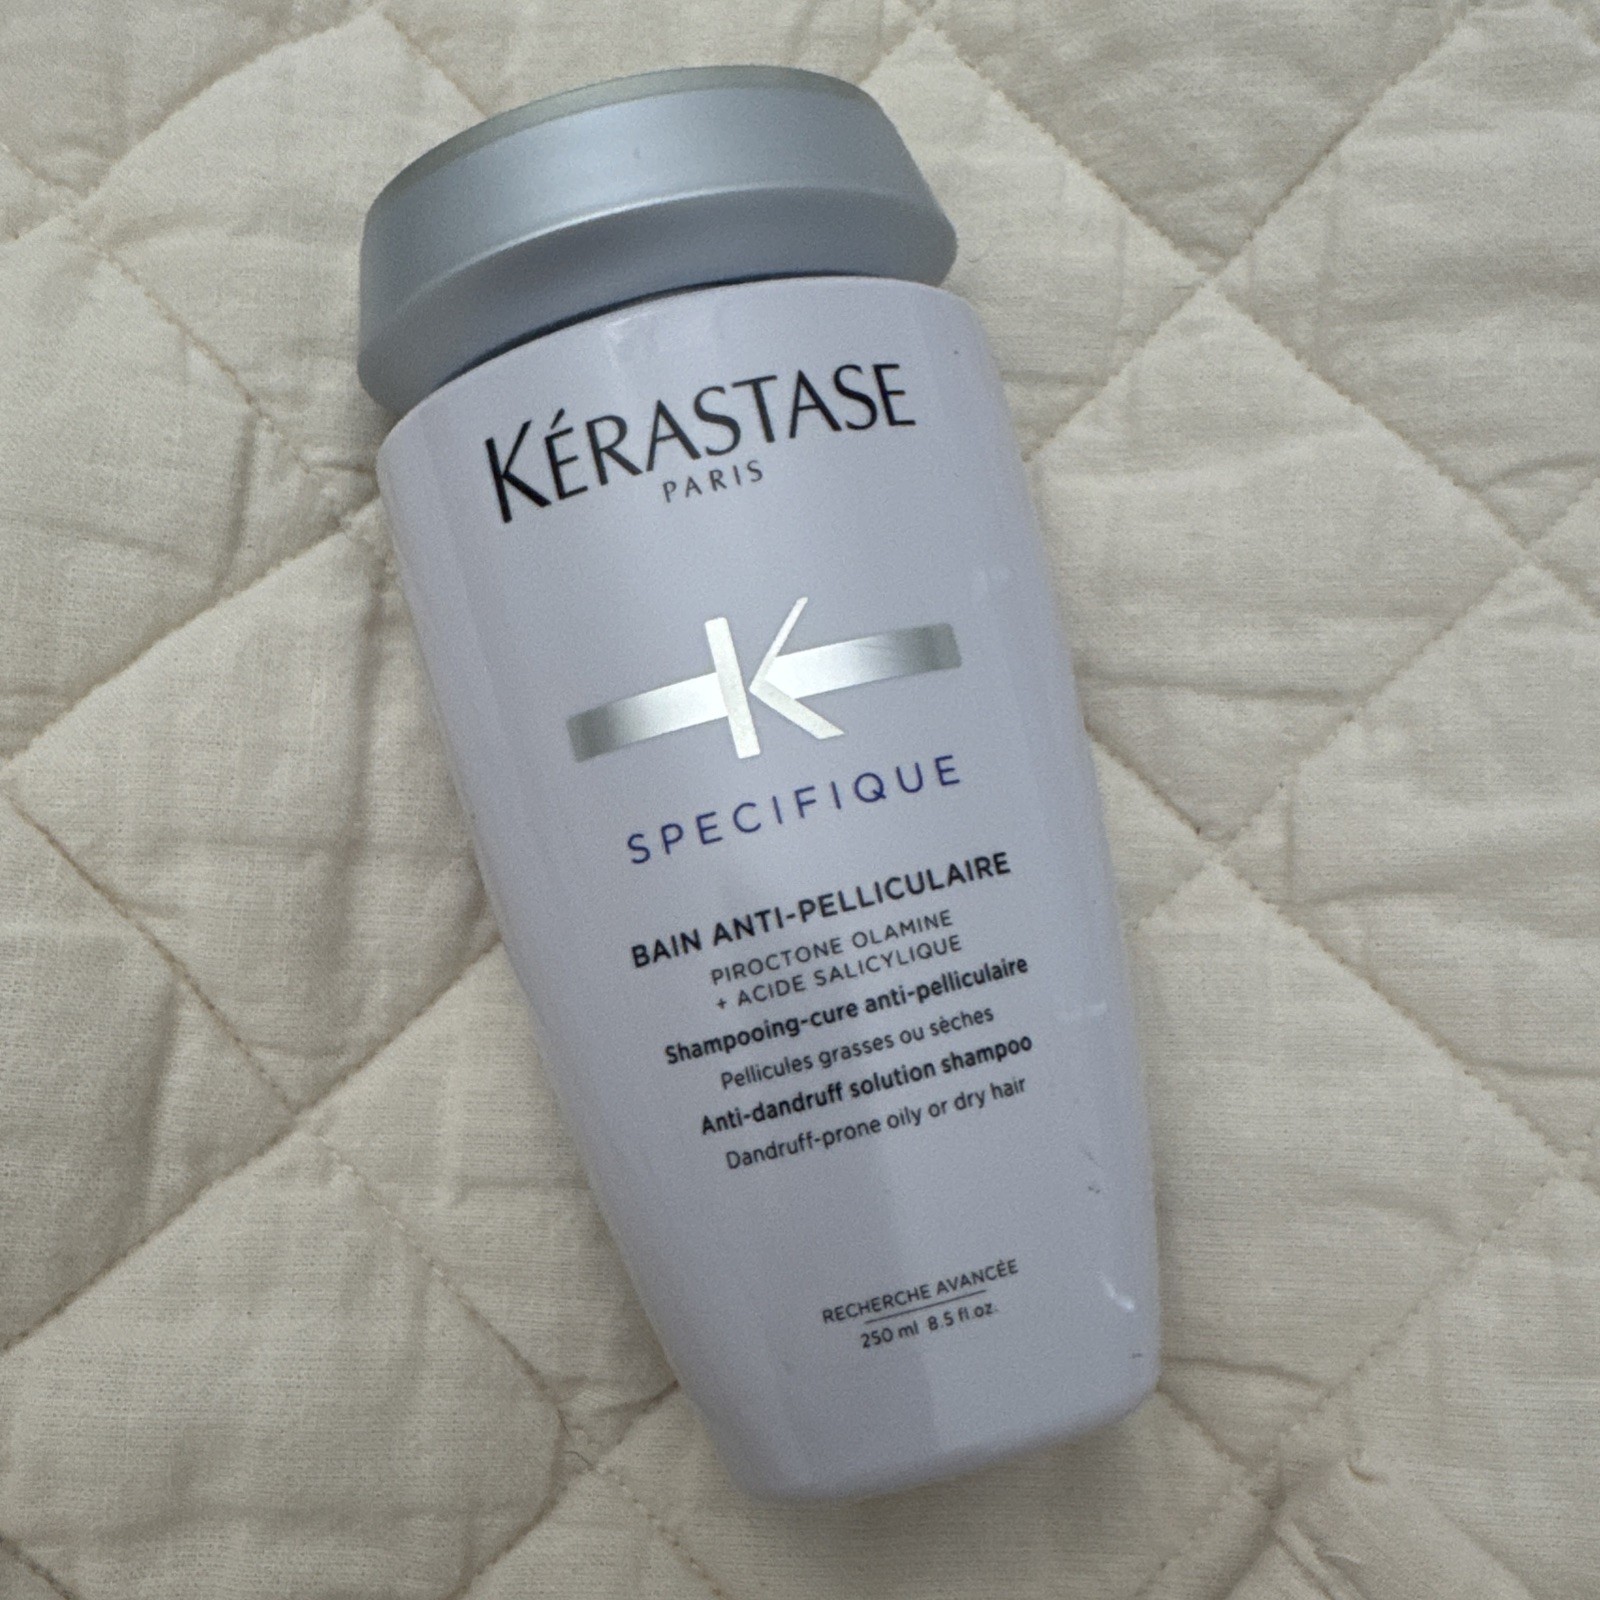 KÉRASTASE
PARIS
K
SPECIFIQUE
BAIN ANTI-PELLICULAIRE
PIROCTONE OLAMINE
+ ACIDE SALICYLIQUE
Shampooing-cure anti-pelliculaire
Pellicules grasses ou sèches
Anti-dandruff solution shampoo
Dandruff-prone oily or dry hair
RECHERCHE AVANCÉE
250 ml 8.5 fl.oz.